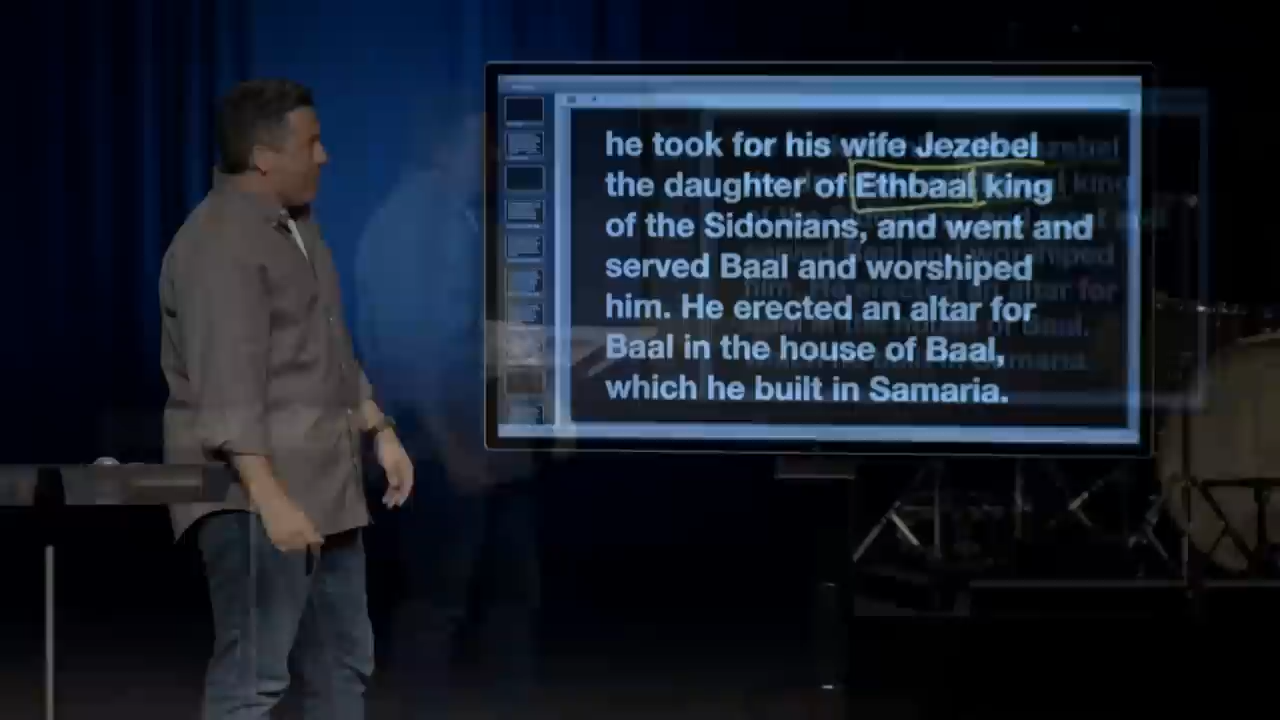 he took for his wife Jezebel
the daughter of Ethbaal king
of the Sidonians, and went and
served Baal and worshiped
him. He erected an altar for
Baal in the house of Baal,
which he built in Samaria.